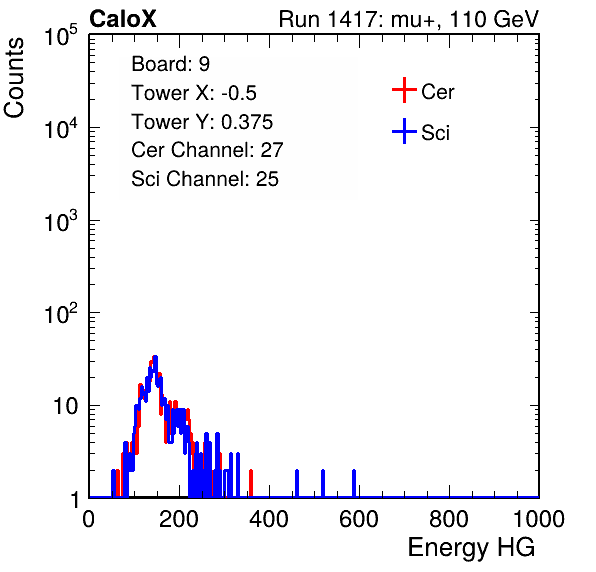 CaloX Run 1417: mu+, 110 GeV
Counts
10^5
10^4
10^3
10^2
10
1
Board: 9
Tower X: -0.5
Tower Y: 0.375
Cer Channel: 27
Sci Channel: 25
Cer
Sci
0 200 400 600 800 1000
Energy HG